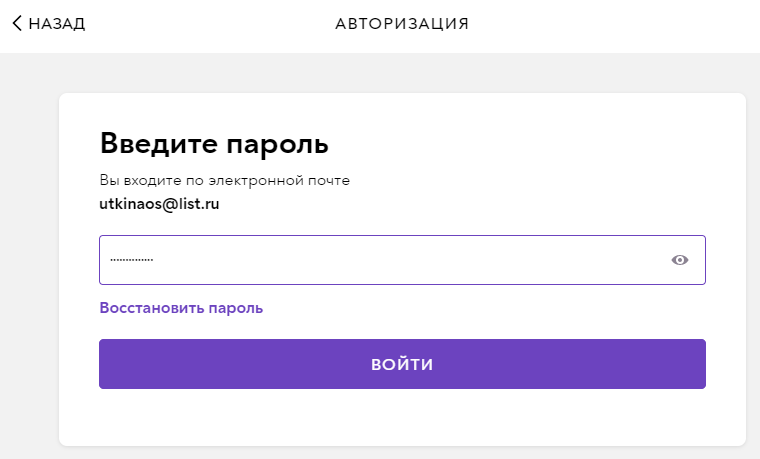 НАЗАД
АВТОРИЗАЦИЯ
Введите пароль
Вы входите по электронной почте
utkinaos@list.ru
··············
Восстановить пароль
ВОЙТИ